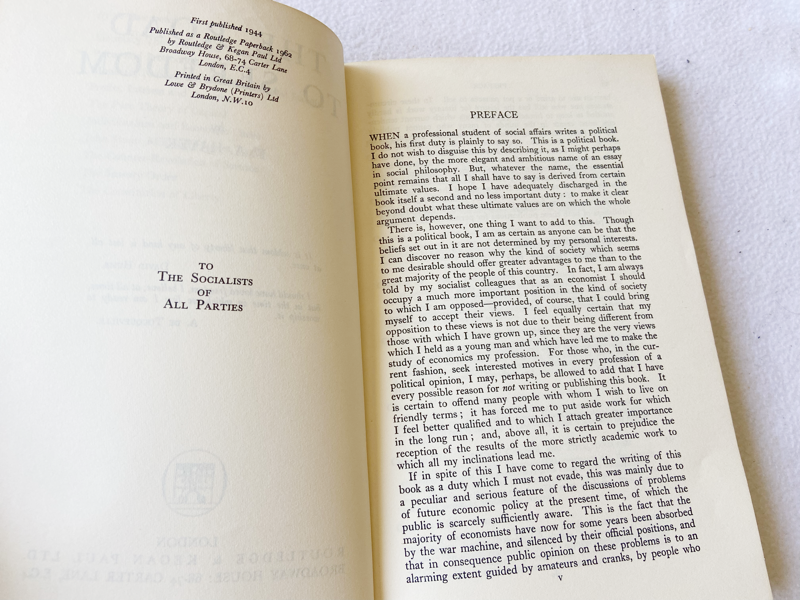 First published 1944
Published as a Routledge Paperback 1962
by Routledge & Kegan Paul Ltd
Broadway House, 68-74 Carter Lane
London, E.C.4
Printed in Great Britain by
Lowe & Brydone (Printers) Ltd
London, N.W.10
TO
THE SOCIALISTS
OF
ALL PARTIES
PREFACE
WHEN a professional student of social affairs writes a political
book, his first duty is plainly to say so. This is a political book.
I do not wish to disguise this by describing it, as I might perhaps
have done, by the more elegant and ambitious name of an essay
in social philosophy. But, whatever the name, the essential
point remains that all I shall have to say is derived from certain
ultimate values. I hope I have adequately discharged in the
book itself a second and no less important duty : to make it clear
beyond doubt what these ultimate values are on which the whole
argument depends.
There is, however, one thing I want to add to this. Though
this is a political book, I am as certain as anyone can be that the
beliefs set out in it are not determined by my personal interests.
I can discover no reason why the kind of society which seems
to me desirable should offer greater advantages to me than to the
great majority of the people of this country. In fact, I am always
told by my socialist colleagues that as an economist I should
occupy a much more important position in the kind of society
to which I am opposed—provided, of course, that I could bring
myself to accept their views. I feel equally certain that my
opposition to these views is not due to their being different from
those with which I have grown up, since they are the very views
which I held as a young man and which have led me to make the
study of economics my profession. For those who, in the cur-
rent fashion, seek interested motives in every profession of a
political opinion, I may, perhaps, be allowed to add that I have
every possible reason for not writing or publishing this book. It
is certain to offend many people with whom I wish to live on
friendly terms ; it has forced me to put aside work for which
I feel better qualified and to which I attach greater importance
in the long run ; and, above all, it is certain to prejudice the
reception of the results of the more strictly academic work to
which all my inclinations lead me.
If in spite of this I have come to regard the writing of this
book as a duty which I must not evade, this was mainly due to
a peculiar and serious feature of the discussions of problems
of future economic policy at the present time, of which the
public is scarcely sufficiently aware. This is the fact that the
majority of economists have now for some years been absorbed
by the war machine, and silenced by their official positions, and
that in consequence public opinion on these problems is to an
alarming extent guided by amateurs and cranks, by people who
v